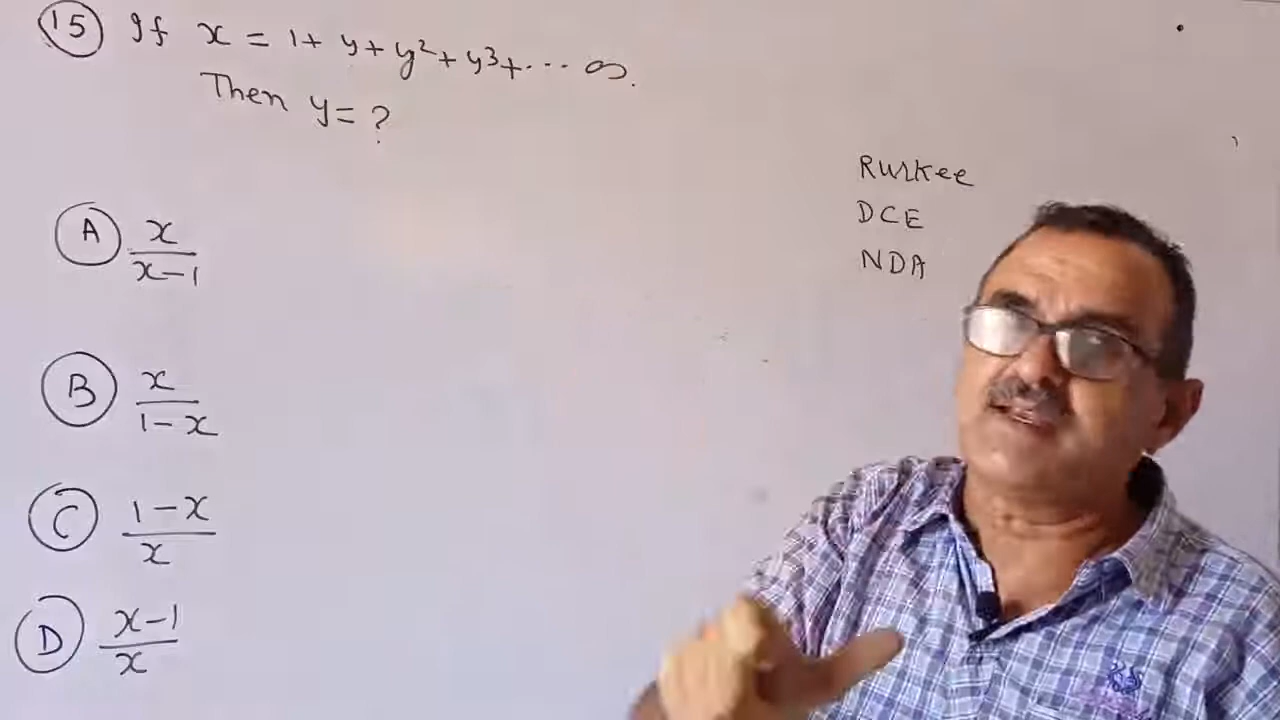 15 If x = 1 + y + y² + y³ + ... ∞.
Then y = ?
A x/(x-1)
B x/(1-x)
C (1-x)/x
D (x-1)/x
Rurkee
DCE
NDA